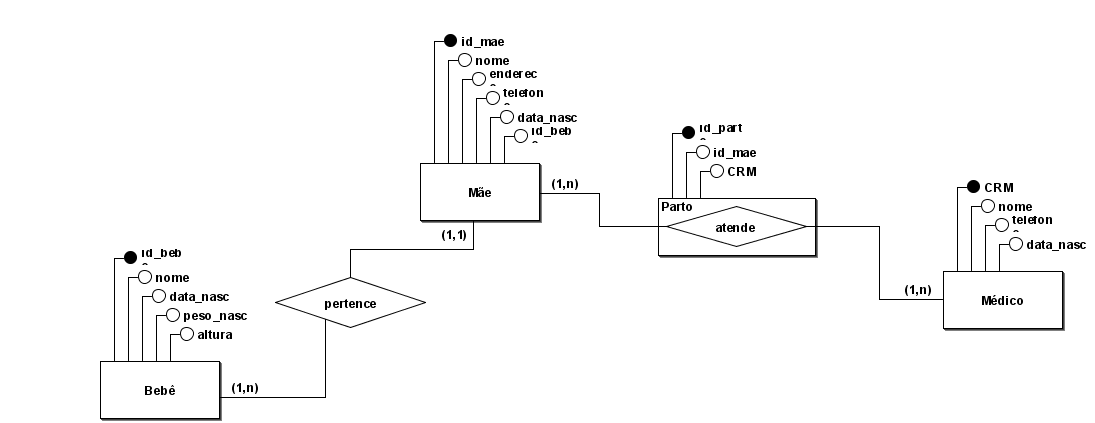 id_mae
nome
enderec
telefon
data_nasc
id_beb
Mãe
(1,n)
(1,1)
id_part
id_mae
CRM
Parto
atende
CRM
nome
telefon
data_nasc
(1,n)
Médico
id_beb
nome
data_nasc
peso_nasc
altura
pertence
Bebê
(1,n)